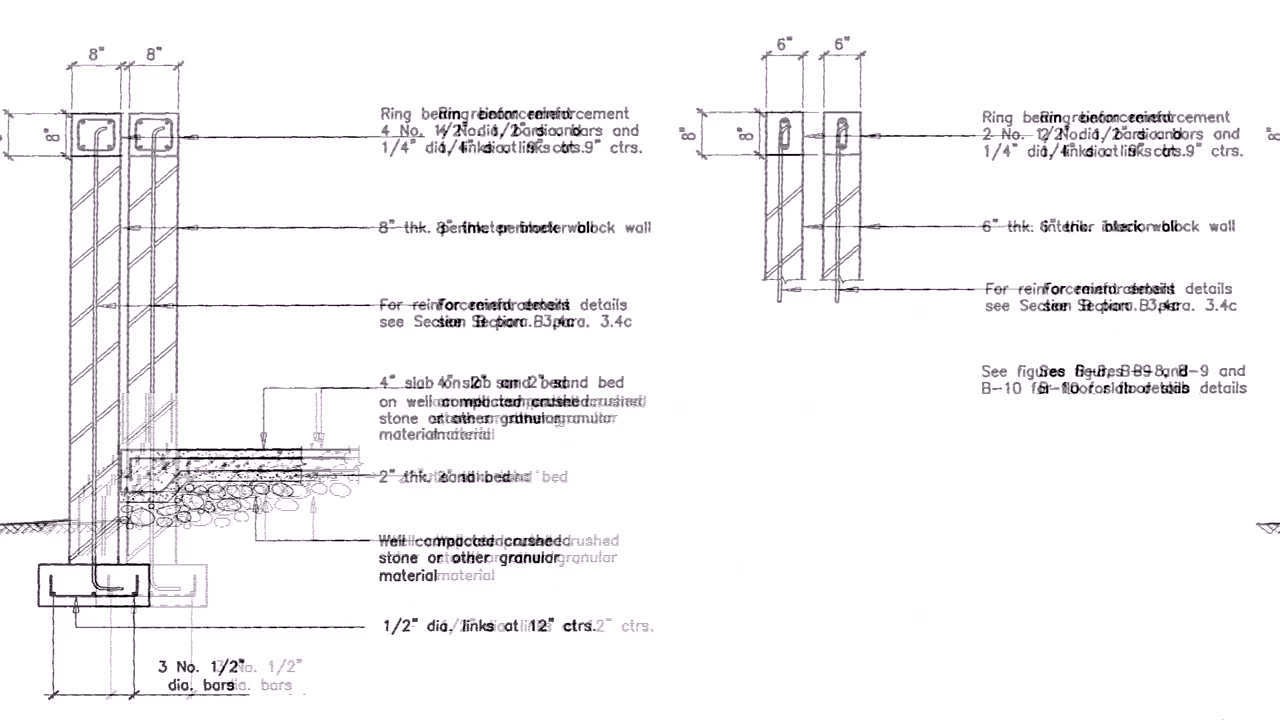 8" 8"
8"
Ring beam reinforcement
4 No. 1/2" dia. bars and
1/4" dia. links at 9" ctrs.
8" thk. perimeter block wall
For reinforcement details
see Section B para. 3.4c
4" slab on 2" sand bed
on well compacted crushed
stone or other granular
material
2" thk. sand bed
Well compacted crushed
stone or other granular
material
1/2" dia. links at 12" ctrs.
3 No. 1/2"
dia. bars
6" 6"
8" 8"
Ring beam reinforcement
2 No. 1/2" dia. bars and
1/4" dia. links at 9" ctrs.
6" thk. interior block wall
For reinforcement details
see Section B para. 3.4c
See figures B-8, B-9 and
B-10 for floor slab details
8"